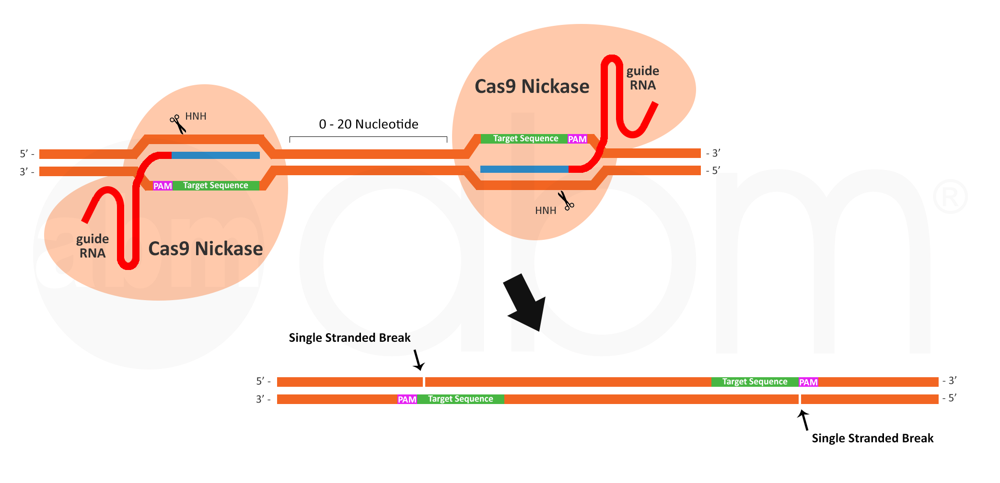 Cas9 Nickase
guide
RNA
HNH
0 - 20 Nucleotide
Target Sequence PAM
5’ -
- 3’
3’ -
- 5’
PAM Target Sequence
HNH
guide
RNA
Cas9 Nickase
abm
abm®
Single Stranded Break
5’ -
Target Sequence PAM
- 3’
3’ -
PAM Target Sequence
- 5’
Single Stranded Break